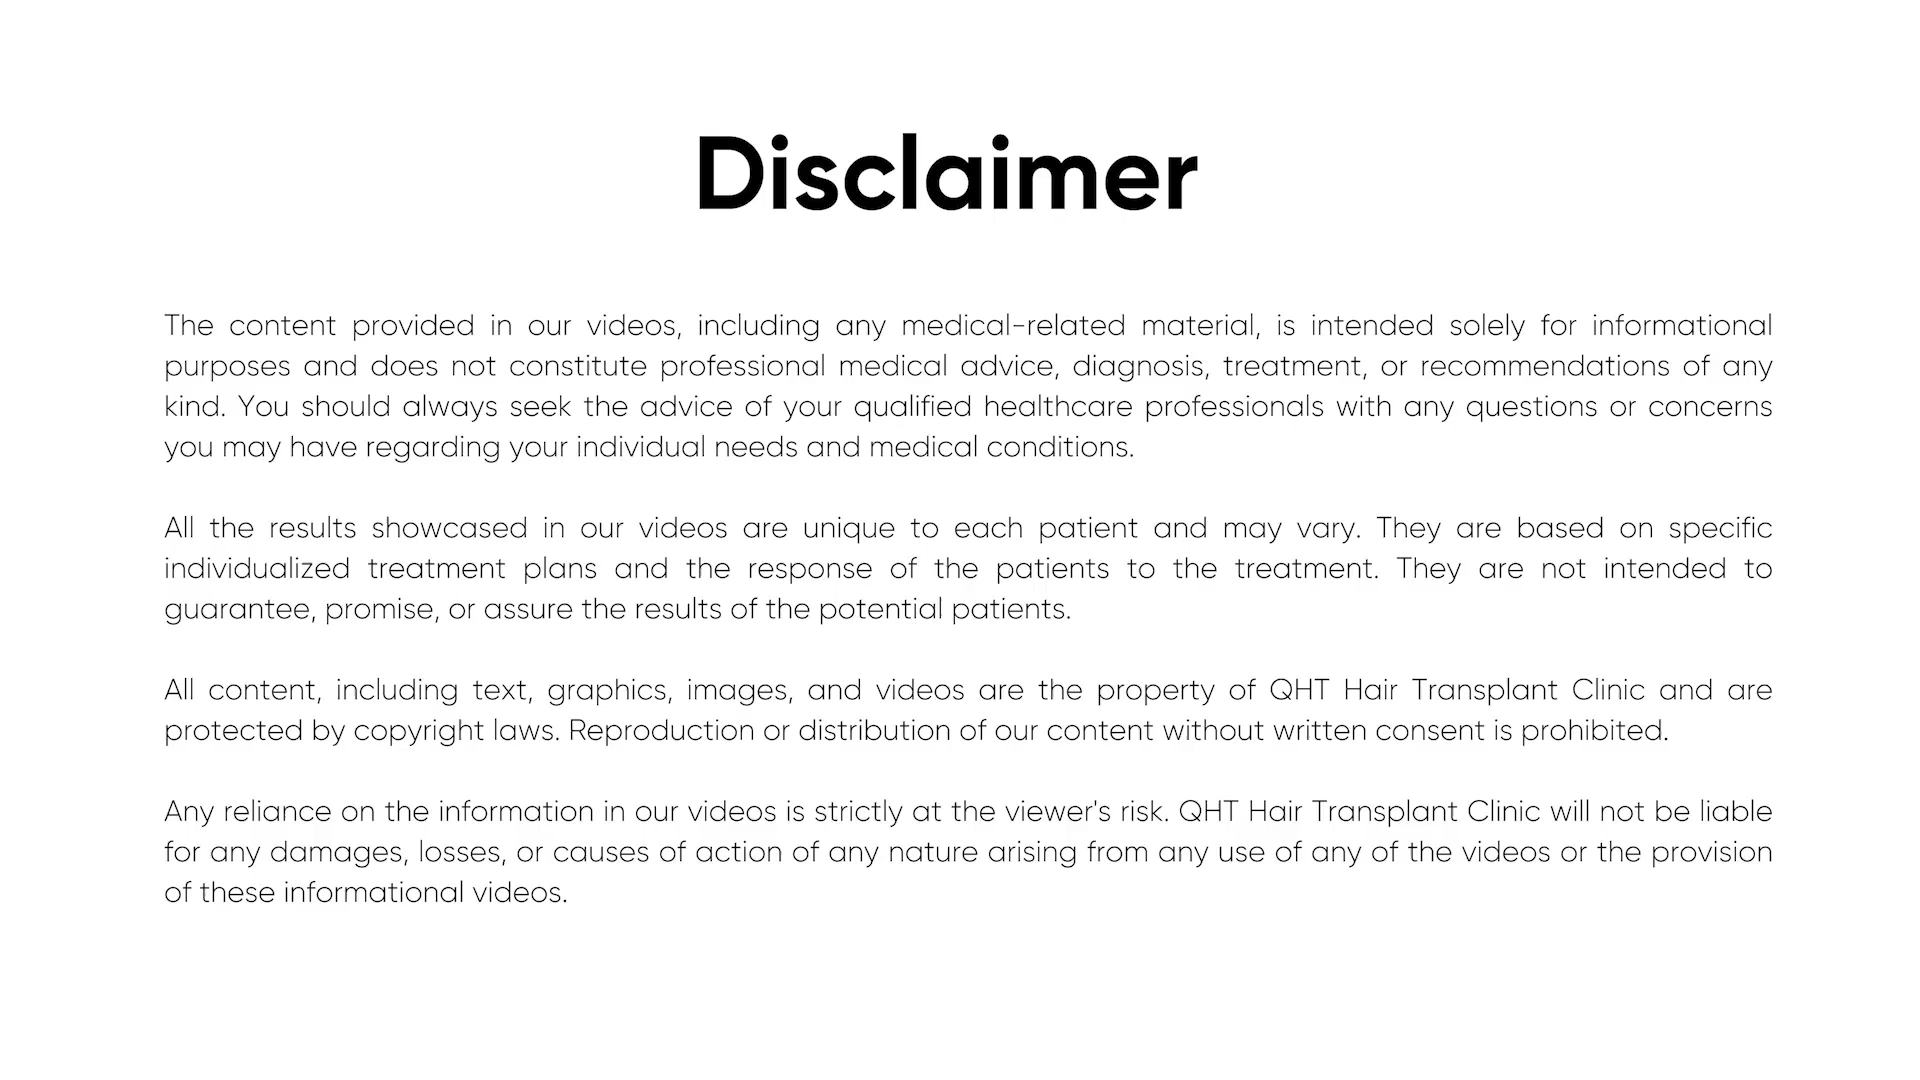 Disclaimer
The content provided in our videos, including any medical-related material, is intended solely for informational
purposes and does not constitute professional medical advice, diagnosis, treatment, or recommendations of any
kind. You should always seek the advice of your qualified healthcare professionals with any questions or concerns
you may have regarding your individual needs and medical conditions.
All the results showcased in our videos are unique to each patient and may vary. They are based on specific
individualized treatment plans and the response of the patients to the treatment. They are not intended to
guarantee, promise, or assure the results of the potential patients.
All content, including text, graphics, images, and videos are the property of QHT Hair Transplant Clinic and are
protected by copyright laws. Reproduction or distribution of our content without written consent is prohibited.
Any reliance on the information in our videos is strictly at the viewer's risk. QHT Hair Transplant Clinic will not be liable
for any damages, losses, or causes of action of any nature arising from any use of any of the videos or the provision
of these informational videos.